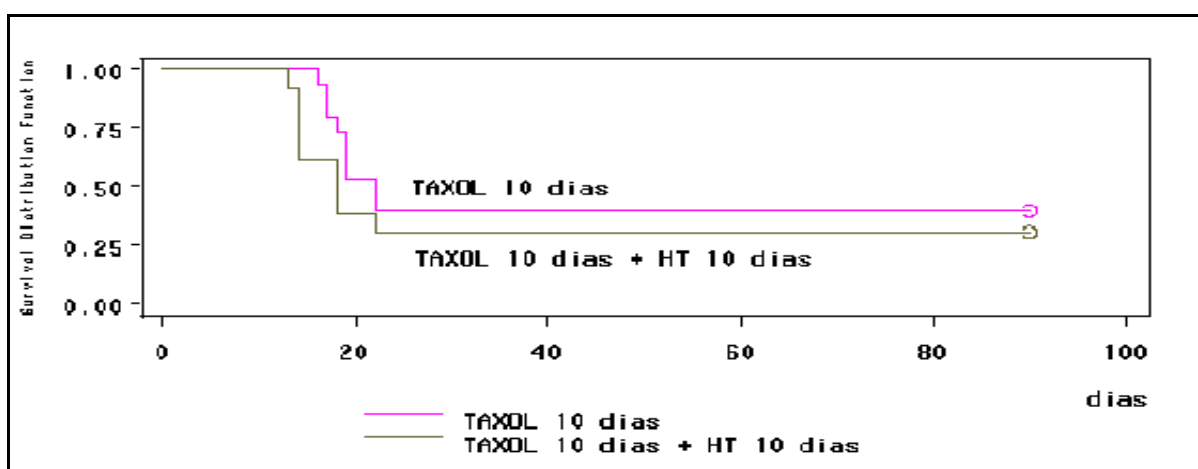 Survival Distribution Function
1.00
0.75
0.50
0.25
0.00
TAXOL 10 dias
TAXOL 10 dias + HT 10 dias
0 20 40 60 80 100
dias
TAXOL 10 dias
TAXOL 10 dias + HT 10 dias